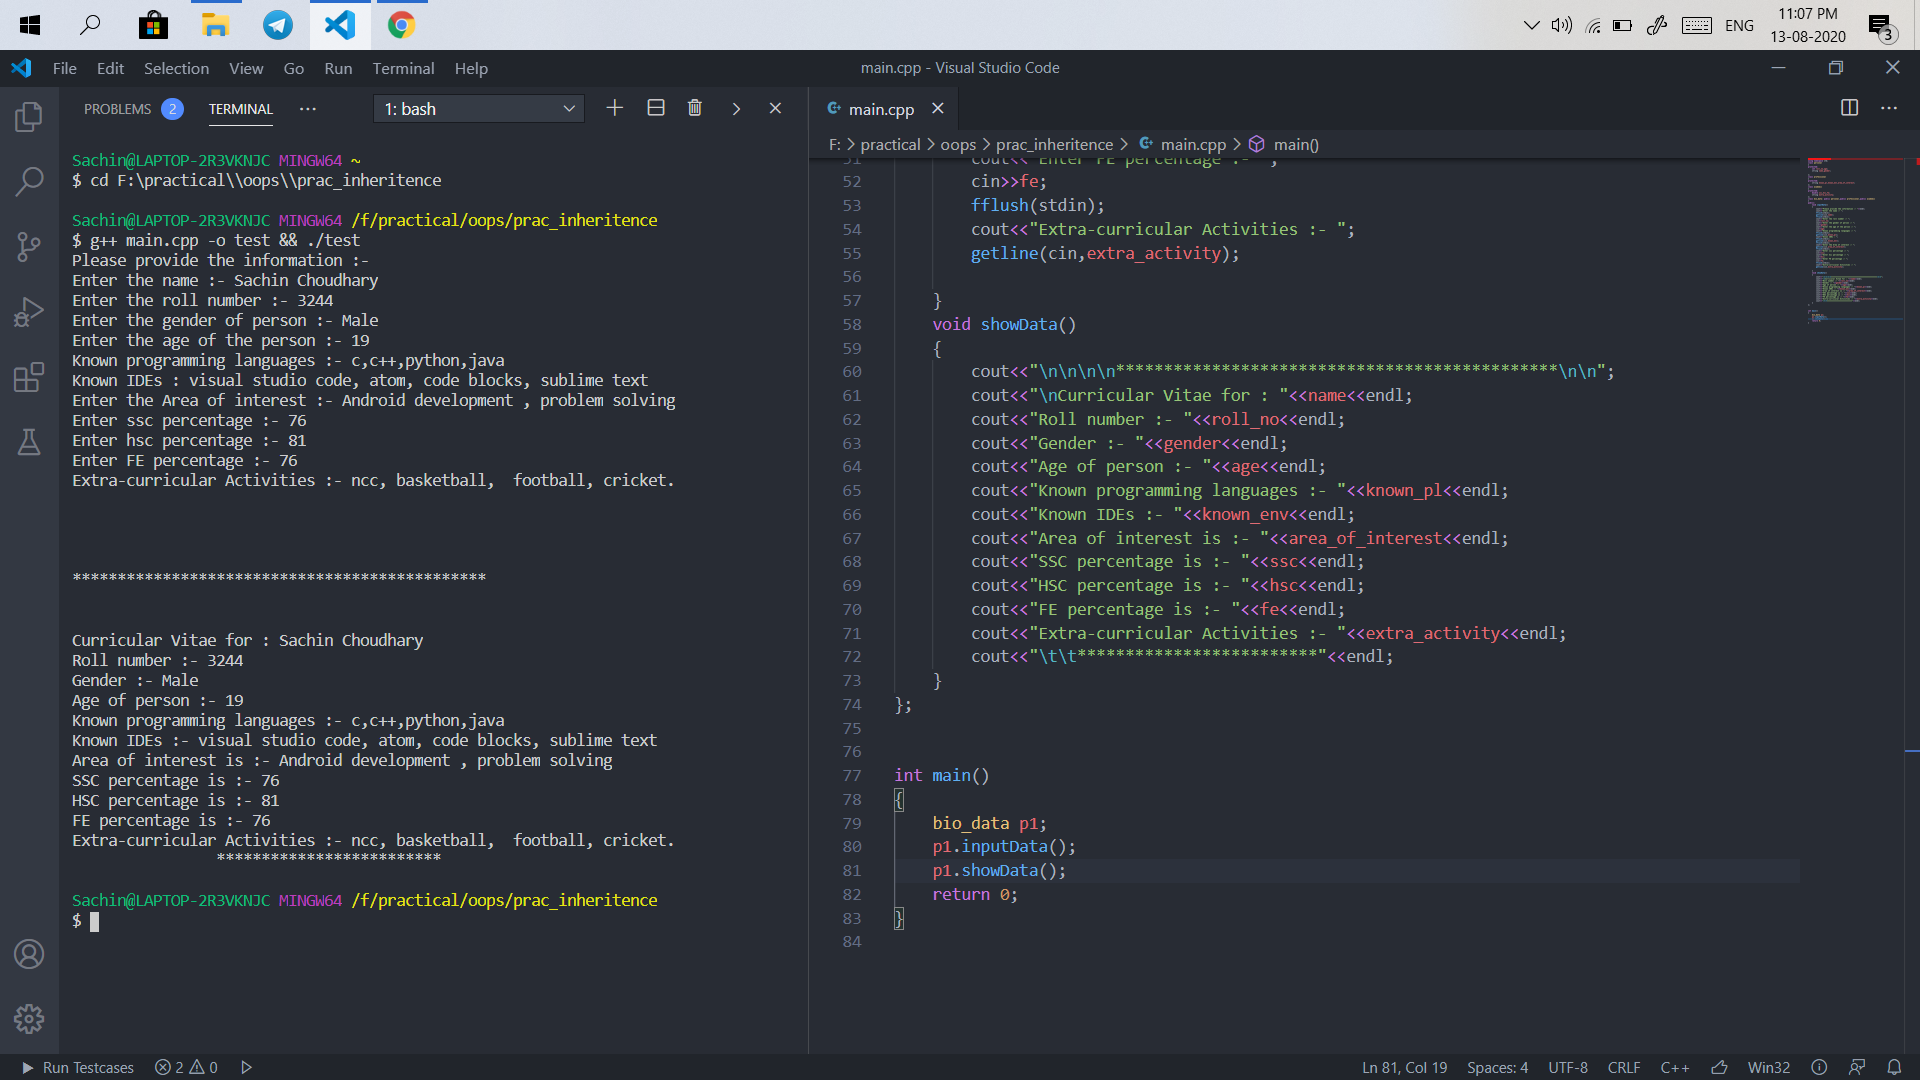 11:07 PM
ENG
13-08-2020
3
File Edit Selection View Go Run Terminal Help
main.cpp - Visual Studio Code
PROBLEMS 2 TERMINAL ···
1: bash
main.cpp
F: > practical > oops > prac_inheritence > main.cpp > main()
Sachin@LAPTOP-2R3VKNJC MINGW64 ~
$ cd F:\practical\\oops\\prac_inheritence
Sachin@LAPTOP-2R3VKNJC MINGW64 /f/practical/oops/prac_inheritence
$ g++ main.cpp -o test && ./test
Please provide the information :-
Enter the name :- Sachin Choudhary
Enter the roll number :- 3244
Enter the gender of person :- Male
Enter the age of the person :- 19
Known programming languages :- c,c++,python,java
Known IDEs : visual studio code, atom, code blocks, sublime text
Enter the Area of interest :- Android development , problem solving
Enter ssc percentage :- 76
Enter hsc percentage :- 81
Enter FE percentage :- 76
Extra-curricular Activities :- ncc, basketball,  football, cricket.
**********************************************
Curricular Vitae for : Sachin Choudhary
Roll number :- 3244
Gender :- Male
Age of person :- 19
Known programming languages :- c,c++,python,java
Known IDEs :- visual studio code, atom, code blocks, sublime text
Area of interest is :- Android development , problem solving
SSC percentage is :- 76
HSC percentage is :- 81
FE percentage is :- 76
Extra-curricular Activities :- ncc, basketball,  football, cricket.
*************************
Sachin@LAPTOP-2R3VKNJC MINGW64 /f/practical/oops/prac_inheritence
$
51 cout<<"Enter FE percentage :- ";
52 cin>>fe;
53 fflush(stdin);
54 cout<<"Extra-curricular Activities :- ";
55 getline(cin,extra_activity);
56
57 }
58 void showData()
59 {
60 cout<<"\n\n\n\n**********************************************\n\n";
61 cout<<"\nCurricular Vitae for : "<<name<<endl;
62 cout<<"Roll number :- "<<roll_no<<endl;
63 cout<<"Gender :- "<<gender<<endl;
64 cout<<"Age of person :- "<<age<<endl;
65 cout<<"Known programming languages :- "<<known_pl<<endl;
66 cout<<"Known IDEs :- "<<known_env<<endl;
67 cout<<"Area of interest is :- "<<area_of_interest<<endl;
68 cout<<"SSC percentage is :- "<<ssc<<endl;
69 cout<<"HSC percentage is :- "<<hsc<<endl;
70 cout<<"FE percentage is :- "<<fe<<endl;
71 cout<<"Extra-curricular Activities :- "<<extra_activity<<endl;
72 cout<<"\t\t*************************"<<endl;
73 }
74 };
75
76
77 int main()
78 {
79 bio_data p1;
80 p1.inputData();
81 p1.showData();
82 return 0;
83 }
84
Run Testcases 2 0
Ln 81, Col 19 Spaces: 4 UTF-8 CRLF C++ Win32